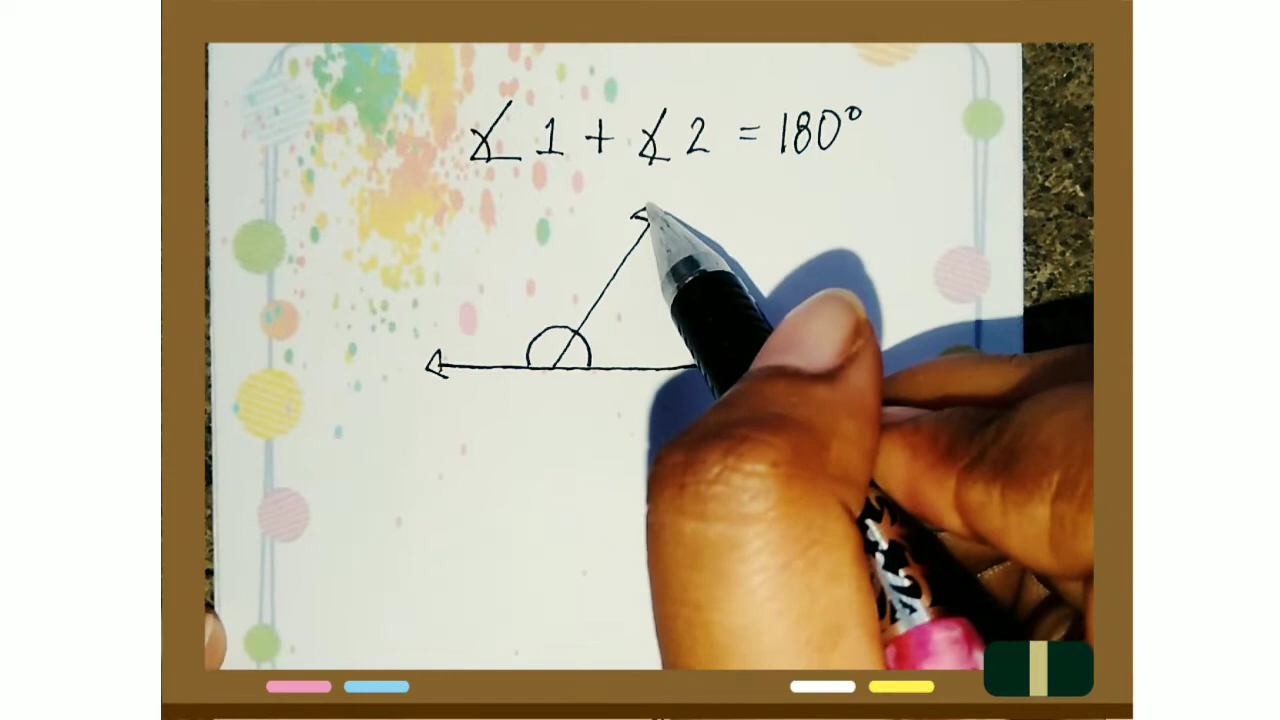 ∡ 1 + ∡ 2 = 180°